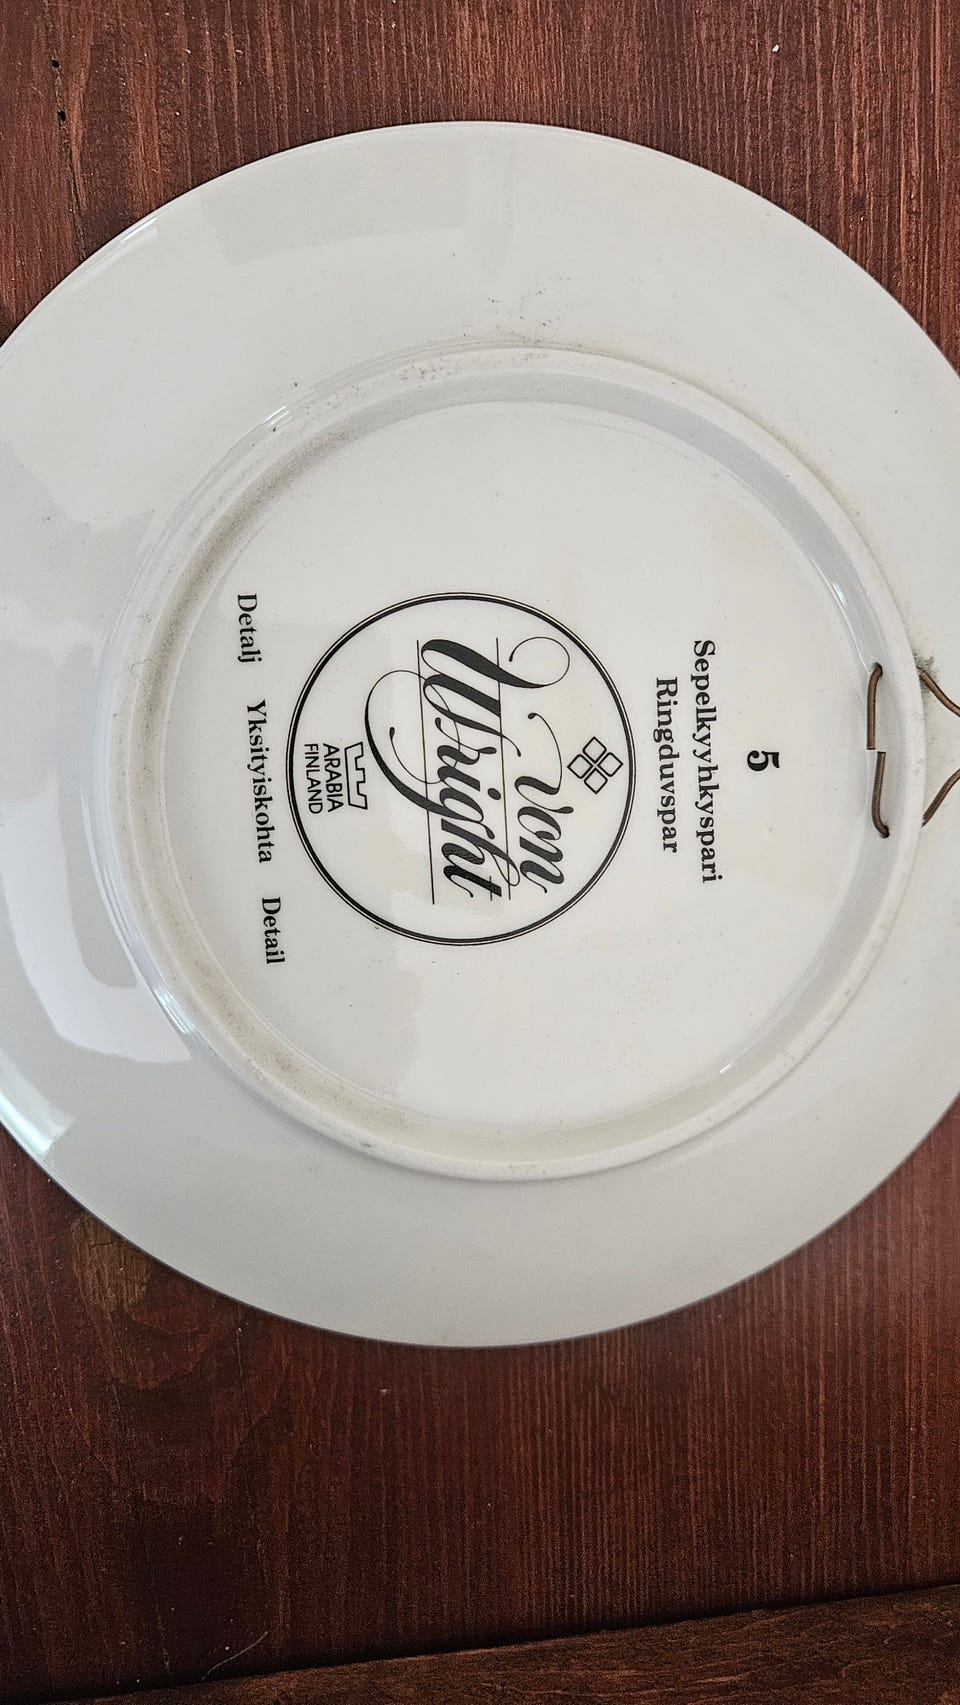 5
Sepelkyyhkyspari
Ringduvspar
von
Wright
ARABIA
FINLAND
Detalj Yksityiskohta Detail